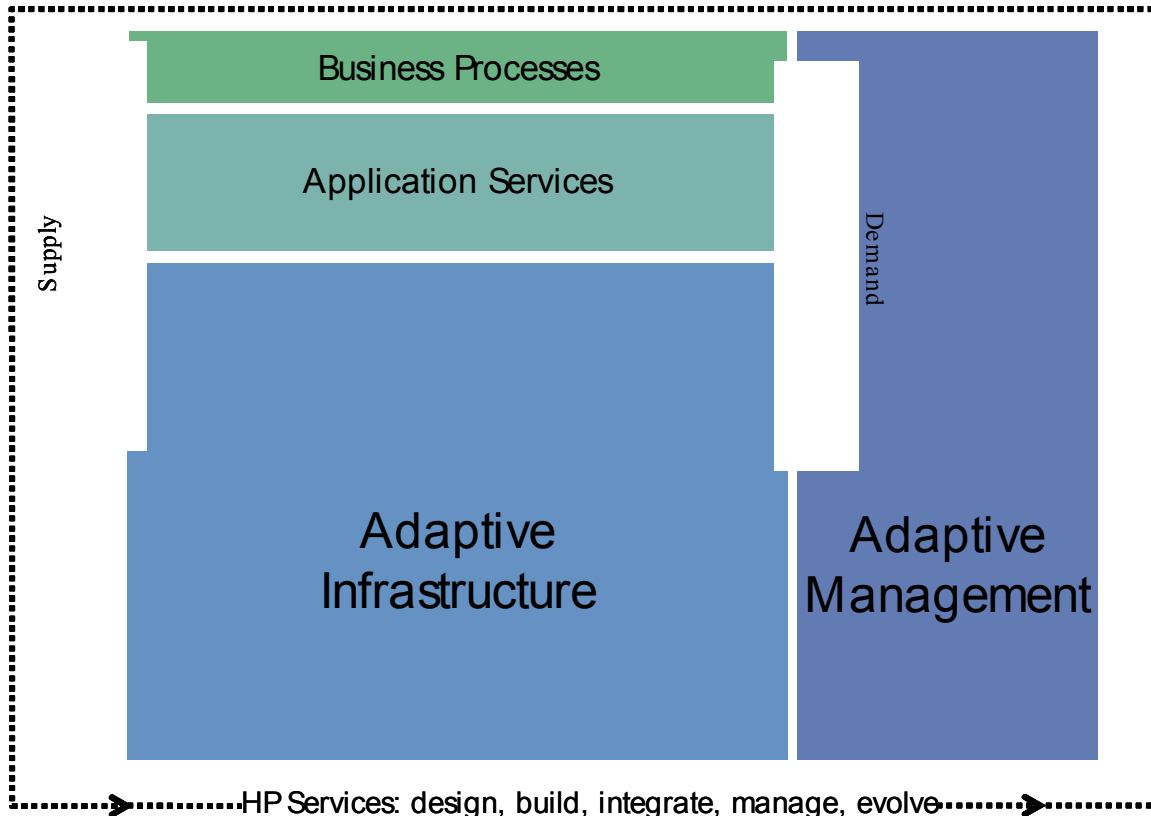 Business Processes
Application Services
Supply
Demand
Adaptive
Infrastructure
Adaptive
Management
HP Services: design, build, integrate, manage, evolve